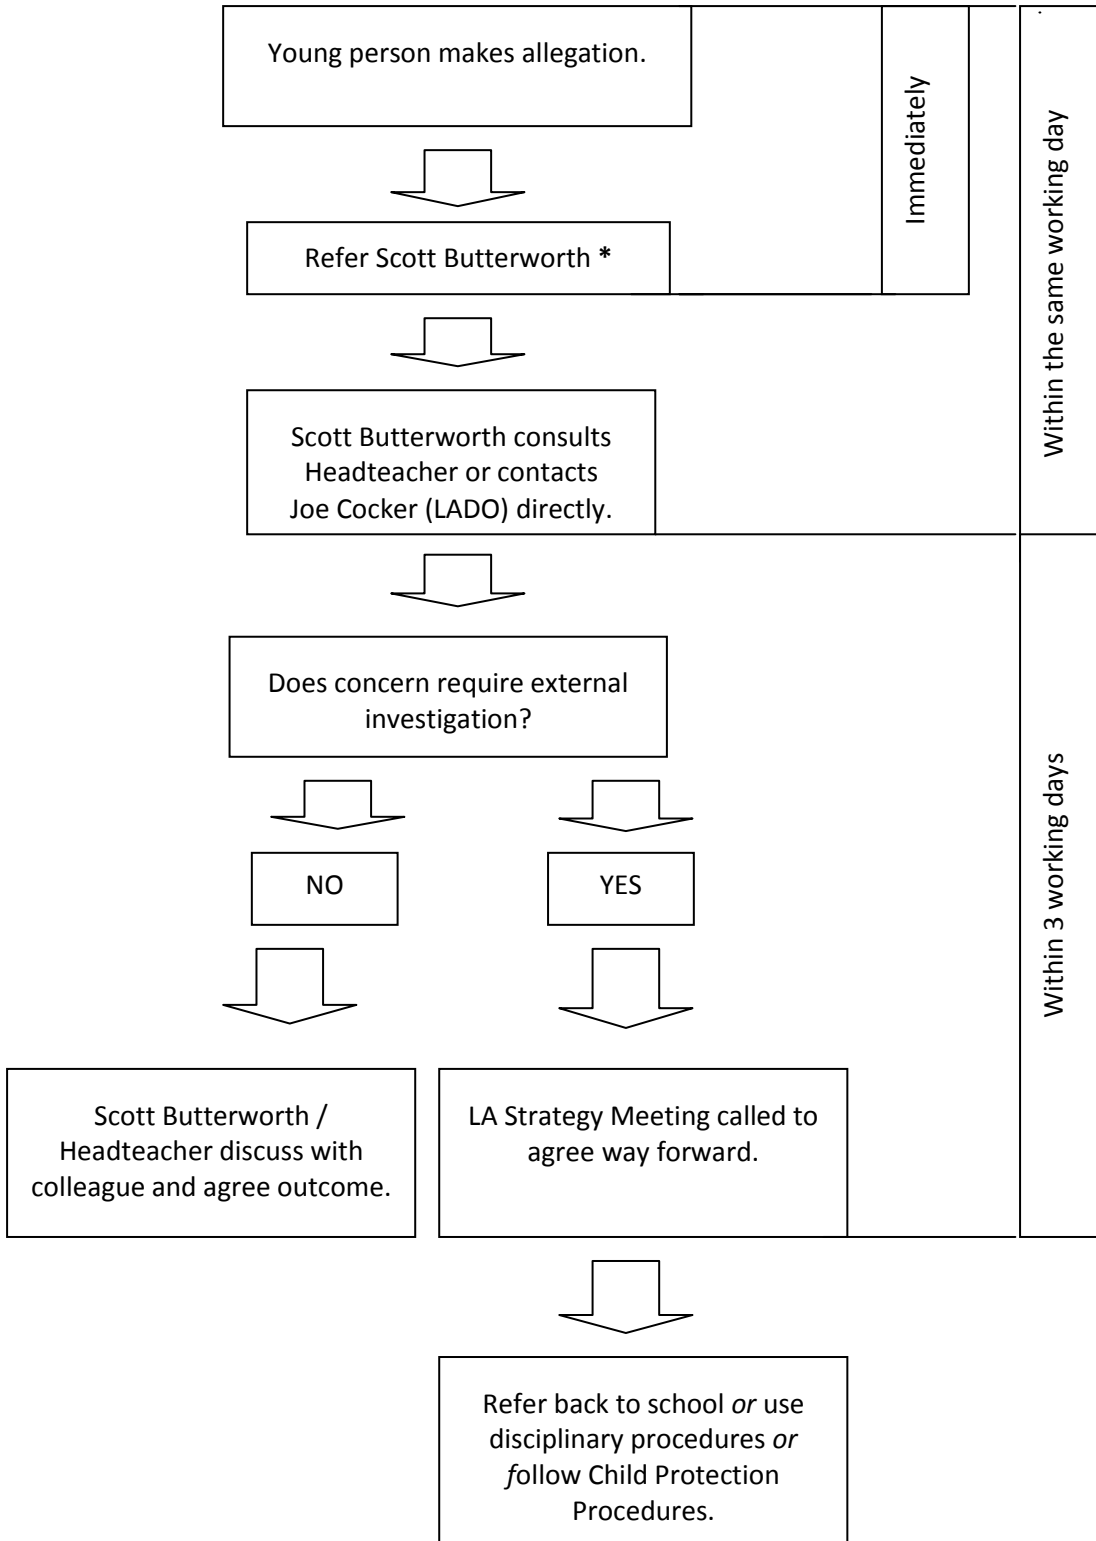 Young person makes allegation.
Immediately
Within the same working day
Refer Scott Butterworth *
Scott Butterworth consults
Headteacher or contacts
Joe Cocker (LADO) directly.
Does concern require external
investigation?
Within 3 working days
NO
YES
Scott Butterworth /
Headteacher discuss with
colleague and agree outcome.
LA Strategy Meeting called to
agree way forward.
Refer back to school or use
disciplinary procedures or
follow Child Protection
Procedures.